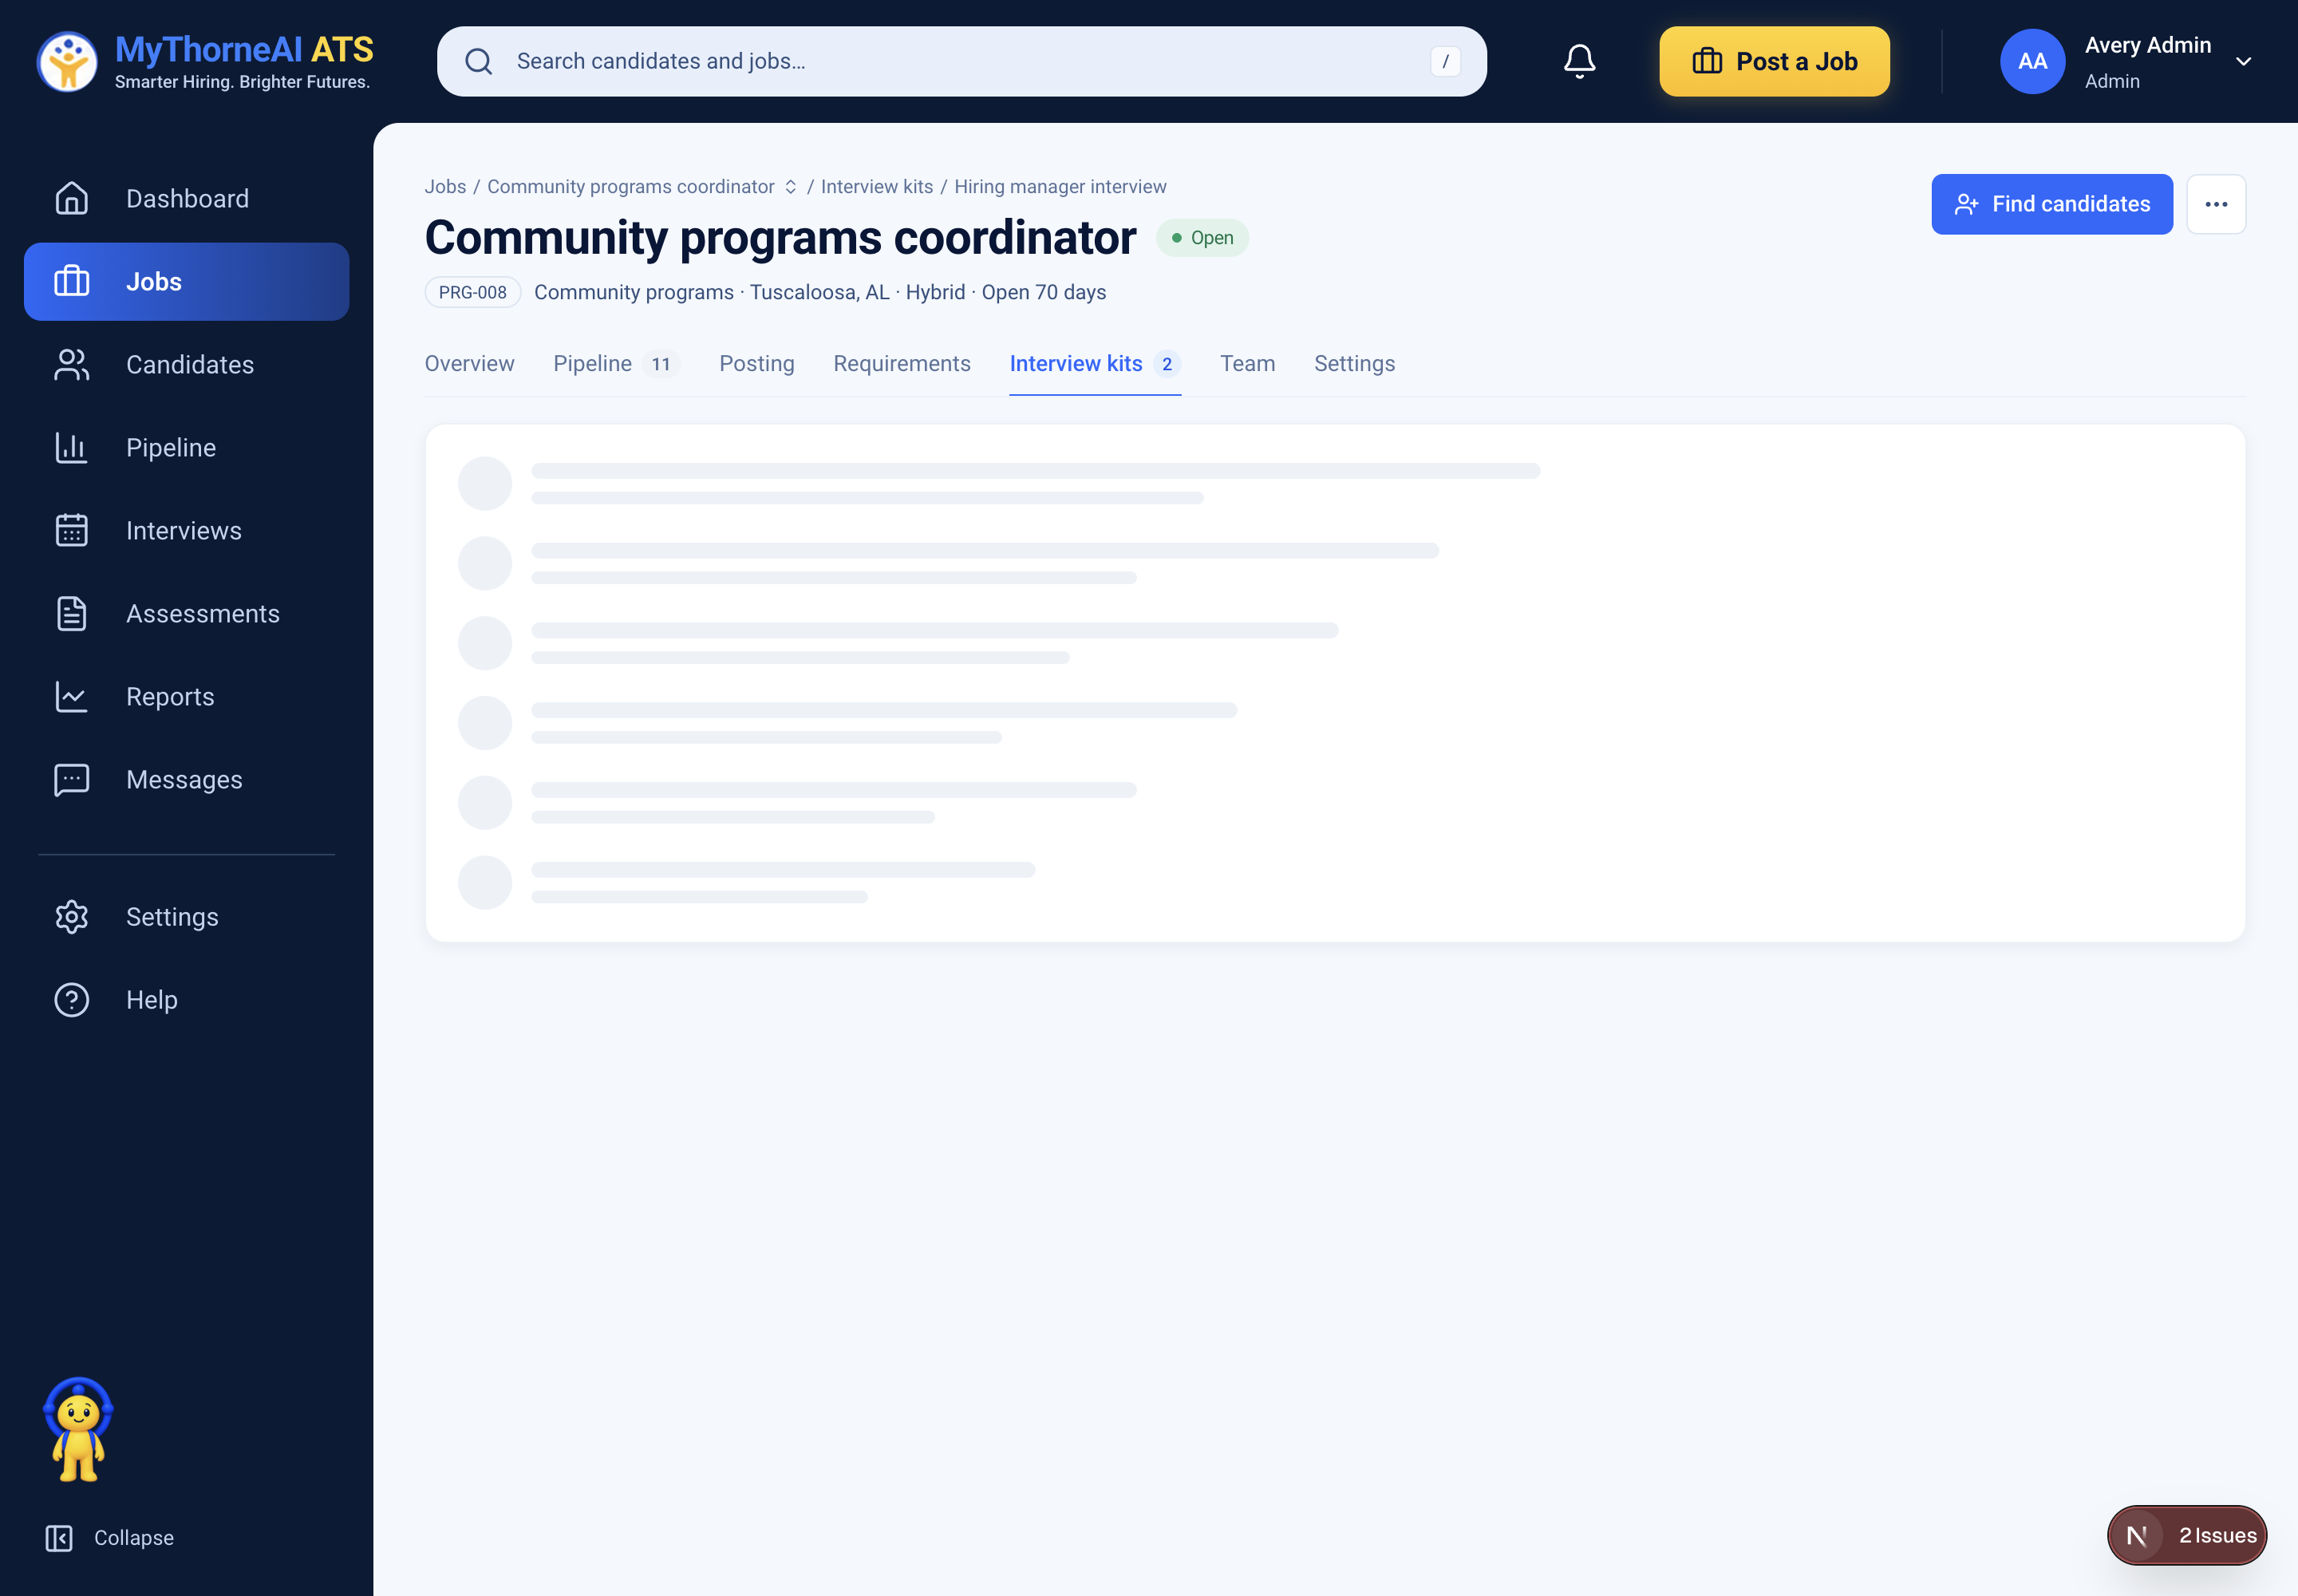 MyThorneAI ATS
Smarter Hiring. Brighter Futures.
Search candidates and jobs...
/
Post a Job
AA
Avery Admin
Admin
Dashboard
Jobs
Candidates
Pipeline
Interviews
Assessments
Reports
Messages
Settings
Help
Collapse
Jobs / Community programs coordinator / Interview kits / Hiring manager interview
Community programs coordinator
Open
Find candidates
PRG-008
Community programs · Tuscaloosa, AL · Hybrid · Open 70 days
Overview
Pipeline 11
Posting
Requirements
Interview kits 2
Team
Settings
N
2 Issues